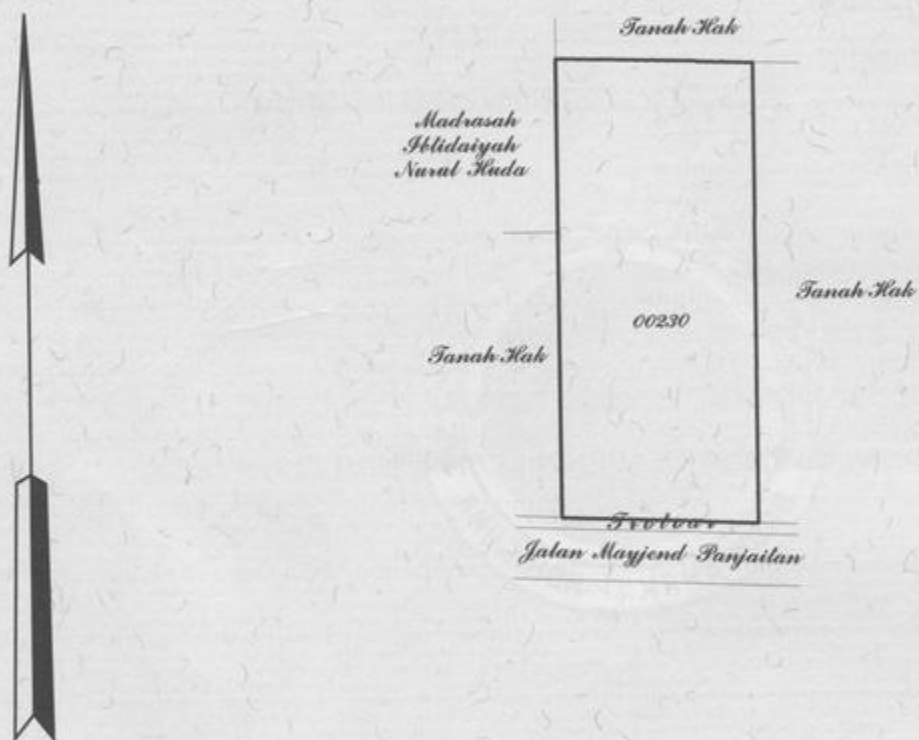 Tanah Hak
Madrasah
Ibtidaiyah
Nurul Huda
Tanah Hak
00230
Tanah Hak
Trotoar
Jalan Mayjend Panjaitan